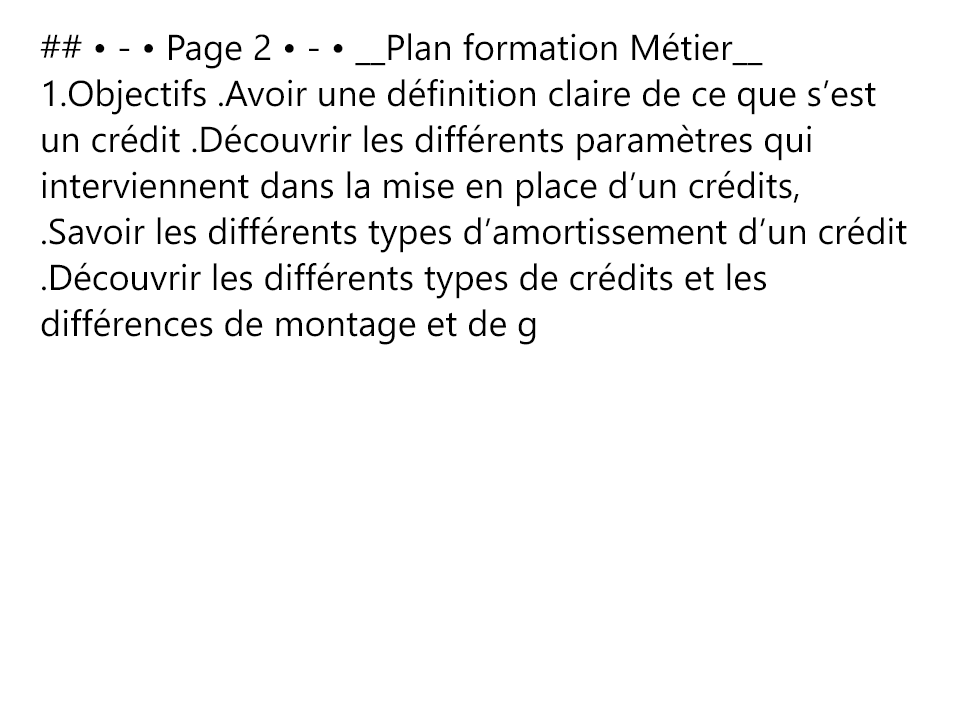 ## • - • Page 2 • - • __Plan formation Métier__
1.Objectifs .Avoir une définition claire de ce que s’est
un crédit .Découvrir les différents paramètres qui
interviennent dans la mise en place d’un crédits,
.Savoir les différents types d’amortissement d’un crédit
.Découvrir les différents types de crédits et les
différences de montage et de g